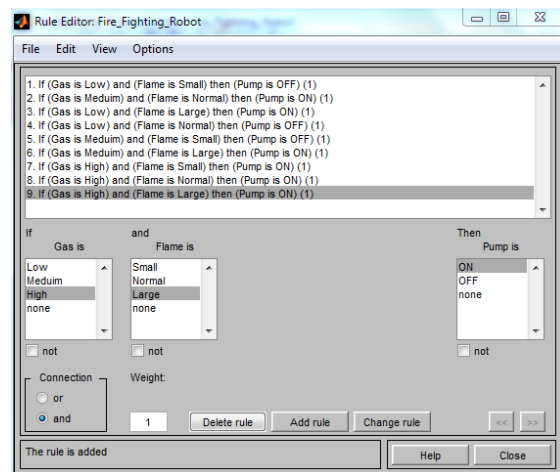 Rule Editor: Fire_Fighting_Robot
File Edit View Options
1. If (Gas is Low) and (Flame is Small) then (Pump is OFF) (1)
2. If (Gas is Meduim) and (Flame is Normal) then (Pump is ON) (1)
3. If (Gas is Low) and (Flame is Large) then (Pump is ON) (1)
4. If (Gas is Low) and (Flame is Normal) then (Pump is OFF) (1)
5. If (Gas is Meduim) and (Flame is Small) then (Pump is OFF) (1)
6. If (Gas is Meduim) and (Flame is Large) then (Pump is ON) (1)
7. If (Gas is High) and (Flame is Small) then (Pump is ON) (1)
8. If (Gas is High) and (Flame is Normal) then (Pump is ON) (1)
9. If (Gas is High) and (Flame is Large) then (Pump is ON) (1)
If and Then
Gas is Flame is Pump is
Low Small ON
Meduim Normal OFF
High Large none
none none
not not not
Connection Weight:
or
and 1 Delete rule Add rule Change rule << >>
The rule is added Help Close